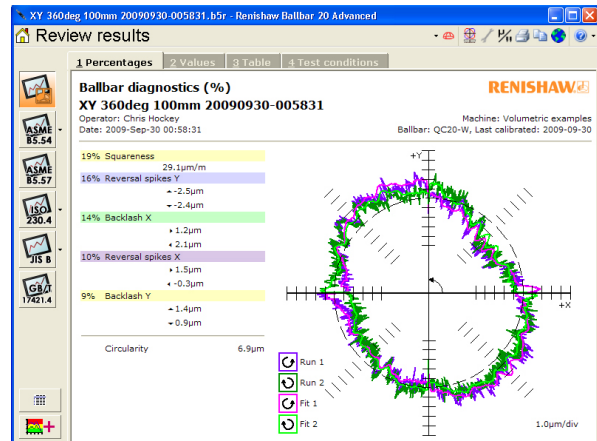 XY 360deg 100mm 20090930-005831.b5r - Renishaw Ballbar 20 Advanced
Review results
1 Percentages 2 Values 3 Table 4 Test conditions
Ballbar diagnostics (%)
RENISHAW
XY 360deg 100mm 20090930-005831
Operator: Chris Hockey
Machine: Volumetric examples
Date: 2009-Sep-30 00:58:31
Ballbar: QC20-W, Last calibrated: 2009-09-30
ASME
B5.54
ASME
B5.57
ISO
230.4
JIS B
GB/T
17421.4
19% Squareness
29.1µm/m
16% Reversal spikes Y
-2.5µm
-2.4µm
14% Backlash X
1.2µm
2.1µm
10% Reversal spikes X
1.5µm
-0.3µm
9% Backlash Y
1.4µm
0.9µm
Circularity 6.9µm
+Y
+X
Run 1
Run 2
Fit 1
Fit 2
1.0µm/div